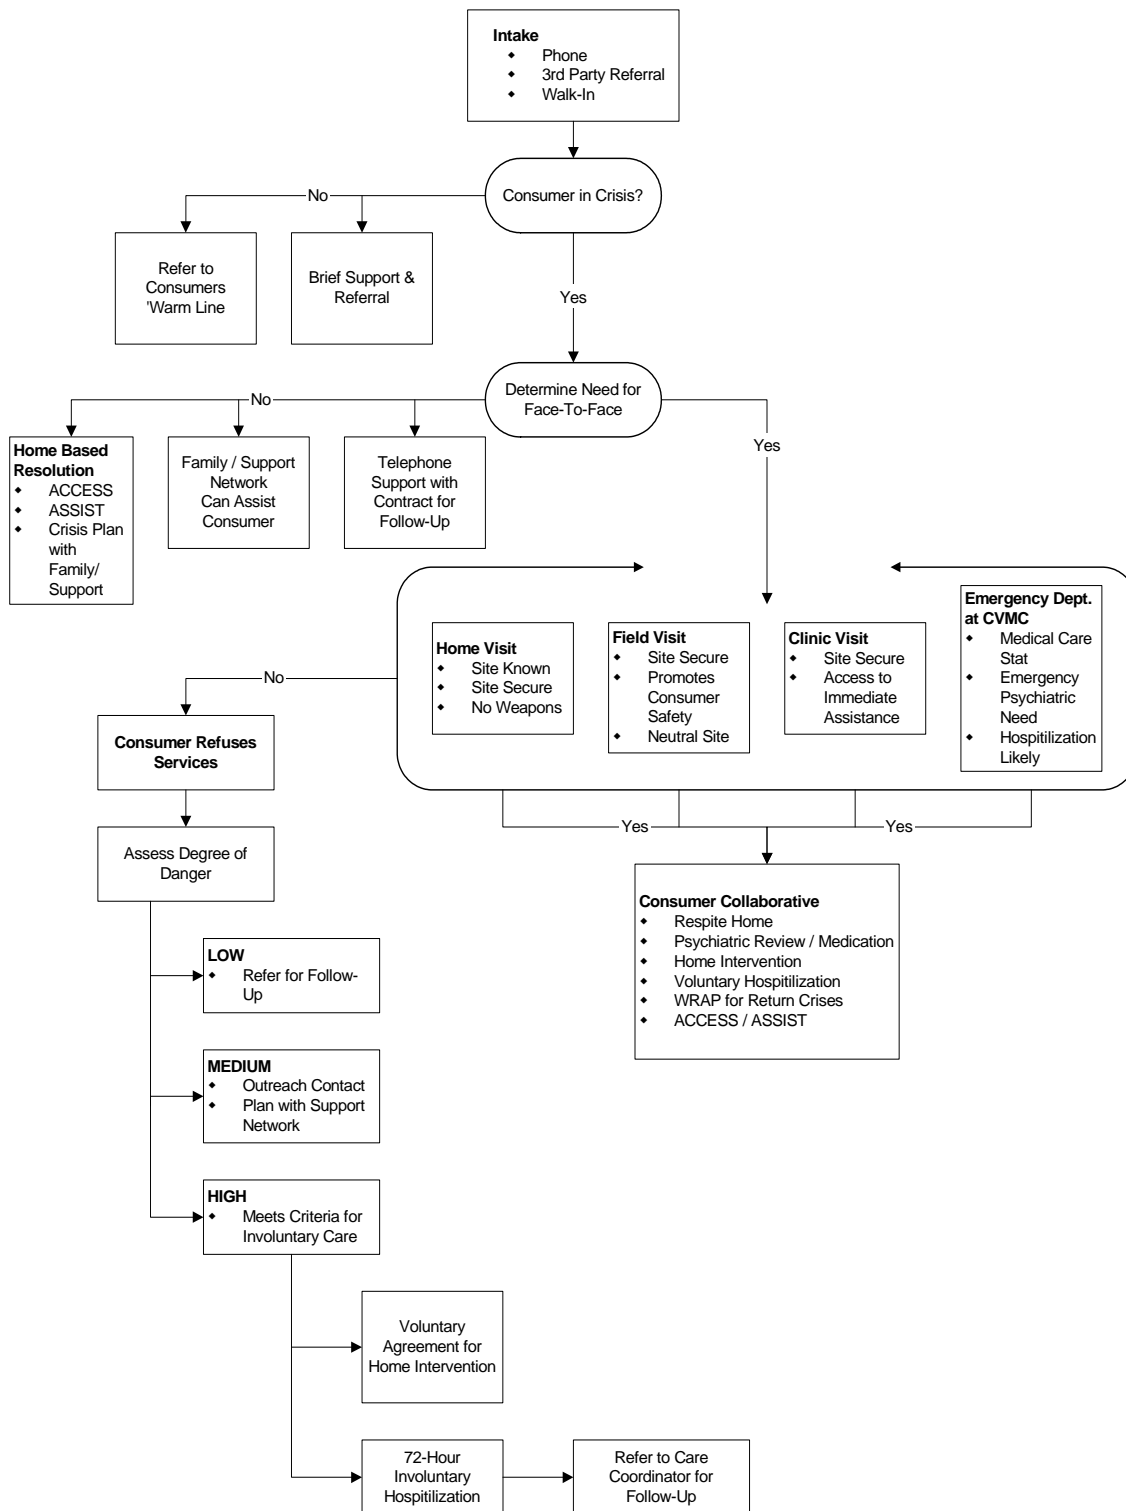 Intake
Phone
3rd Party Referral
Walk-In
Consumer in Crisis?
No
Refer to
Consumers
'Warm Line
Brief Support &
Referral
Yes
Determine Need for
Face-To-Face
No
Yes
Home Based
Resolution
ACCESS
ASSIST
Crisis Plan
with
Family/
Support
Family / Support
Network
Can Assist
Consumer
Telephone
Support with
Contract for
Follow-Up
Home Visit
Site Known
Site Secure
No Weapons
Field Visit
Site Secure
Promotes
Consumer
Safety
Neutral Site
Clinic Visit
Site Secure
Access to
Immediate
Assistance
Emergency Dept.
at CVMC
Medical Care
Stat
Emergency
Psychiatric
Need
Hospitilization
Likely
No
Consumer Refuses
Services
Yes
Yes
Assess Degree of
Danger
Consumer Collaborative
Respite Home
Psychiatric Review / Medication
Home Intervention
Voluntary Hospitilization
WRAP for Return Crises
ACCESS / ASSIST
LOW
Refer for Follow-
Up
MEDIUM
Outreach Contact
Plan with Support
Network
HIGH
Meets Criteria for
Involuntary Care
Voluntary
Agreement for
Home Intervention
72-Hour
Involuntary
Hospitilization
Refer to Care
Coordinator for
Follow-Up